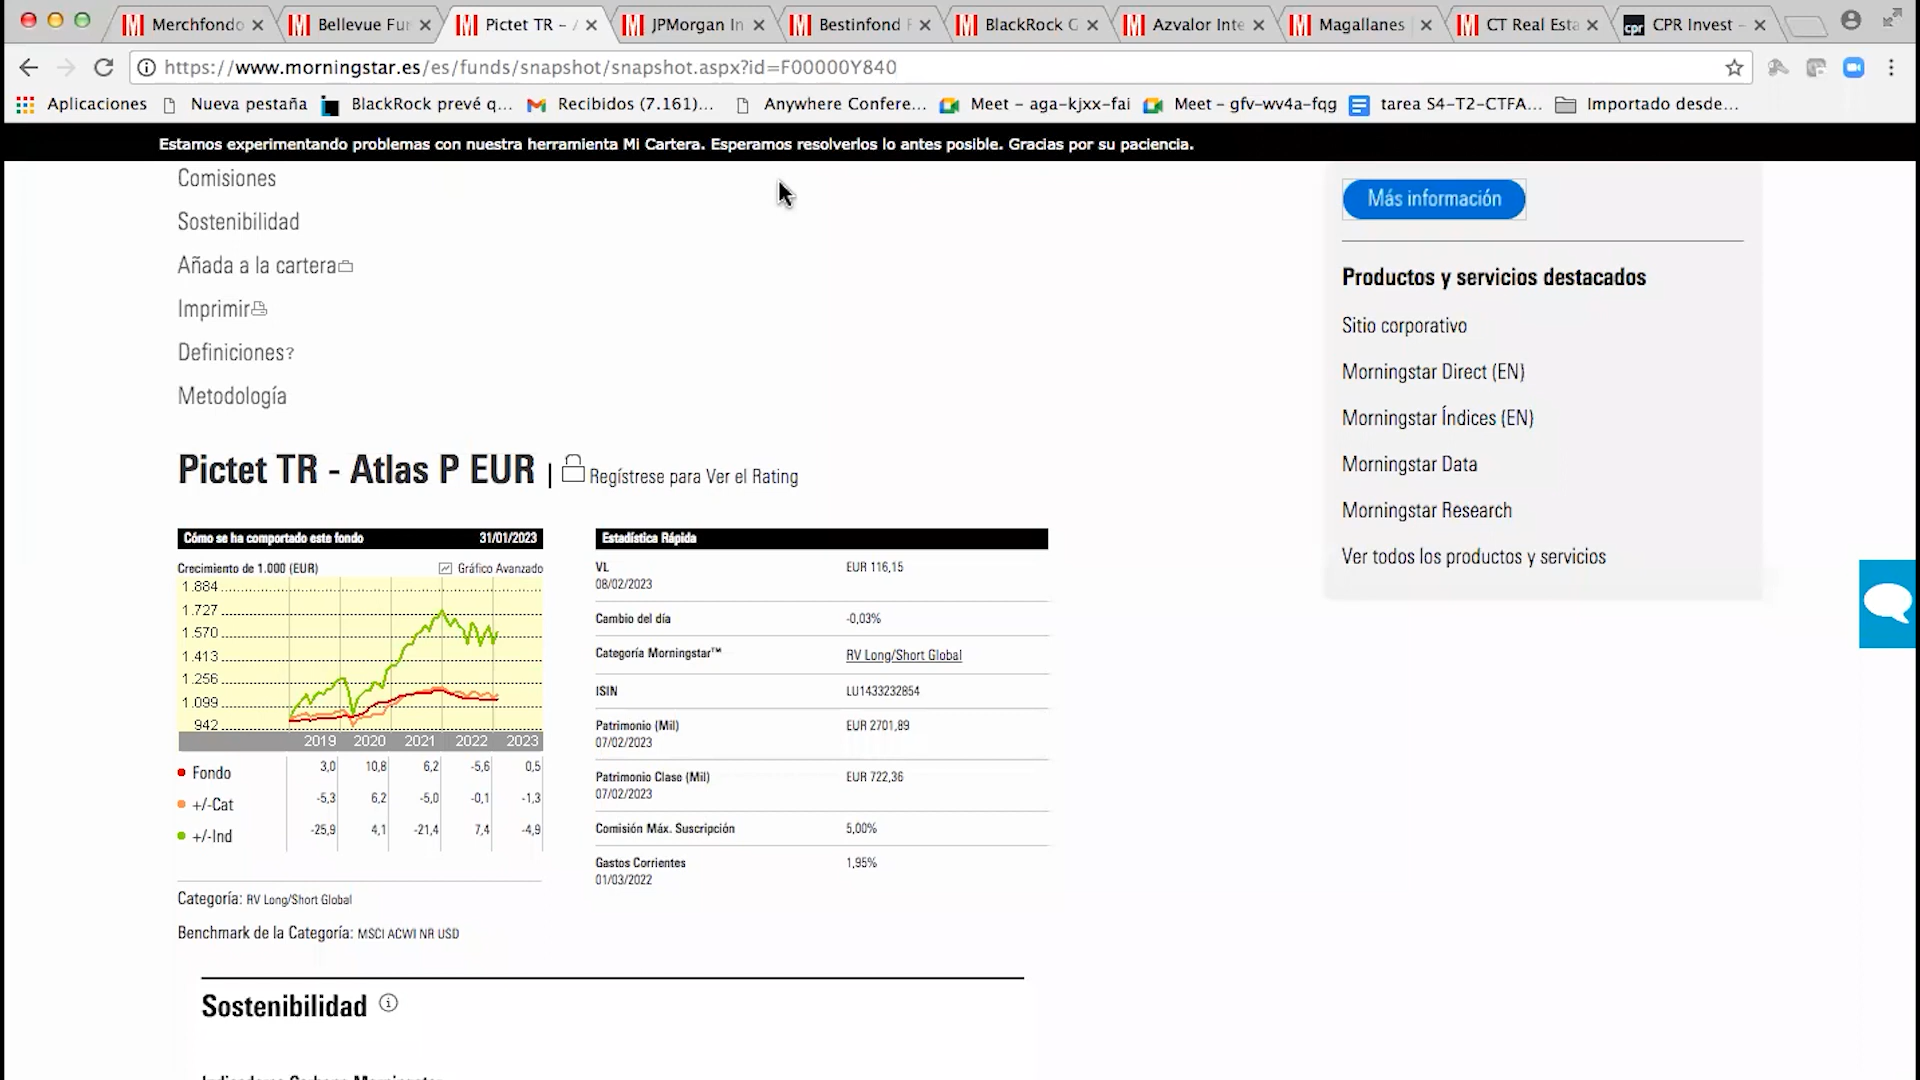 Merchfondo
Bellevue Fun
Pictet TR – A
JPMorgan In
Bestinfond F
BlackRock G
Azvalor Inte
Magallanes
CT Real Esta
CPR Invest –
https://www.morningstar.es/es/funds/snapshot/snapshot.aspx?id=F00000Y840
Aplicaciones
Nueva pestaña
BlackRock prevé q...
Recibidos (7.161)...
Anywhere Confere...
Meet – aga-kjxx-fai
Meet – gfv-wv4a-fqg
tarea S4-T2-CTFA...
Importado desde...
Estamos experimentando problemas con nuestra herramienta Mi Cartera. Esperamos resolverlos lo antes posible. Gracias por su paciencia.
Comisiones
Sostenibilidad
Añada a la cartera
Imprimir
Definiciones?
Metodología
Más información
Productos y servicios destacados
Sitio corporativo
Morningstar Direct (EN)
Morningstar Índices (EN)
Morningstar Data
Morningstar Research
Ver todos los productos y servicios
Pictet TR - Atlas P EUR | Regístrese para Ver el Rating
Cómo se ha comportado este fondo 31/01/2023
Crecimiento de 1.000 (EUR) Gráfico Avanzado
1.884
1.727
1.570
1.413
1.256
1.099
942
2019 2020 2021 2022 2023
Fondo 3,0 10,8 6,2 -5,6 0,5
+/-Cat -5,3 6,2 -5,0 -0,1 -1,3
+/-Ind -25,9 4,1 -21,4 7,4 -4,9
Categoría: RV Long/Short Global
Benchmark de la Categoría: MSCI ACWI NR USD
Estadística Rápida
VL EUR 116,15
08/02/2023
Cambio del día -0,03%
Categoría Morningstar™ RV Long/Short Global
ISIN LU1433232854
Patrimonio (Mil) EUR 2701,89
07/02/2023
Patrimonio Clase (Mil) EUR 722,36
07/02/2023
Comisión Máx. Suscripción 5,00%
Gastos Corrientes 1,95%
01/03/2022
Sostenibilidad